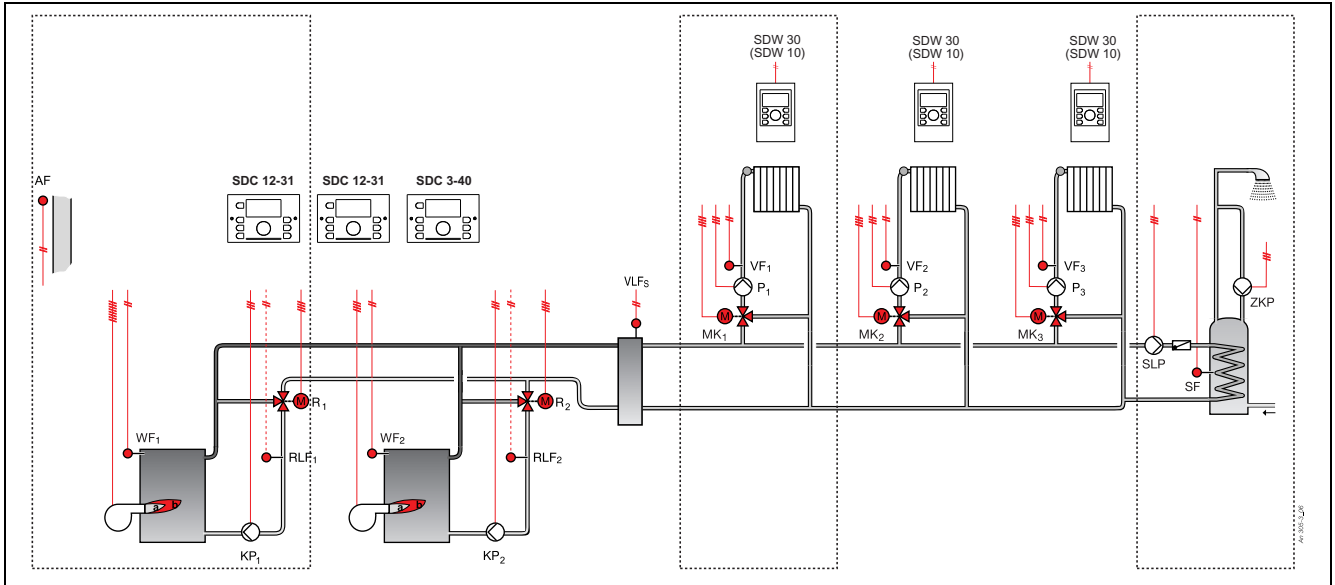 SDW 30
(SDW 10)
SDW 30
(SDW 10)
SDW 30
(SDW 10)
AF
SDC 12-31
SDC 12-31
SDC 3-40
VF1
VF2
VF3
P1
P2
P3
ZKP
VLFS
M
M
M
MK1
MK2
MK3
SLP
SF
M
R1
M
R2
WF1
RLF1
WF2
RLF2
a
b
a
b
KP1
KP2